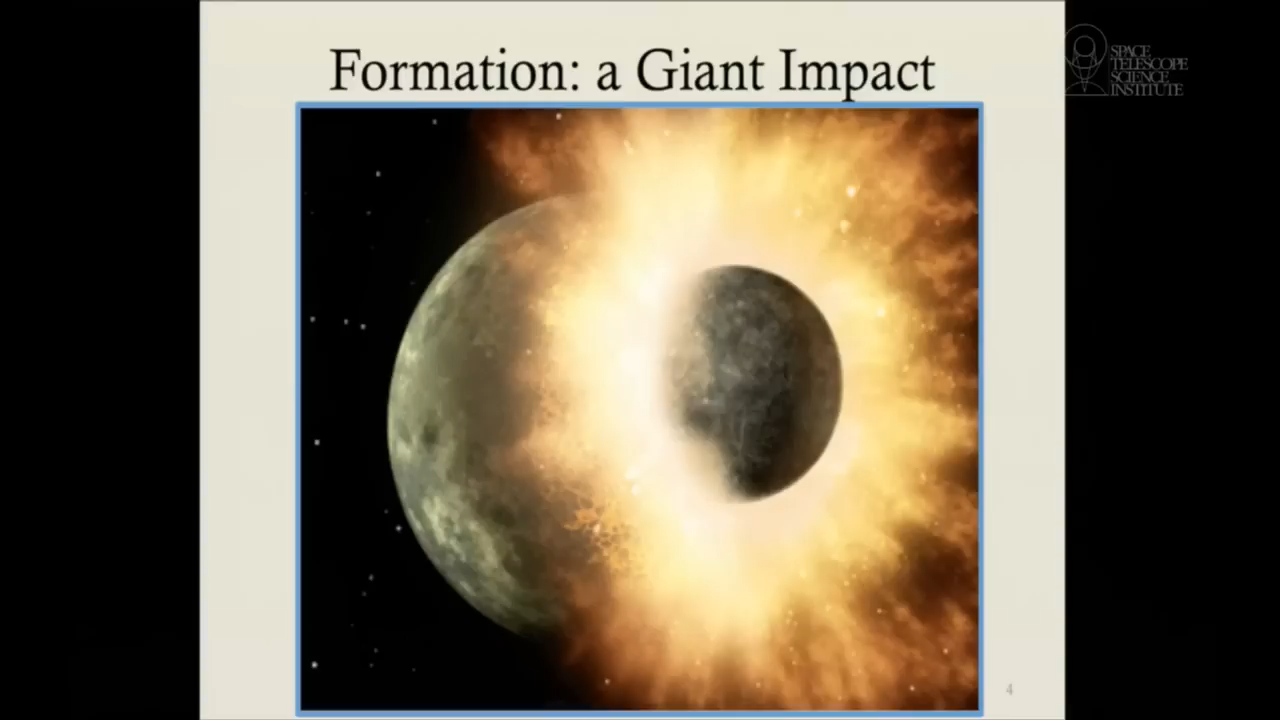 Formation: a Giant Impact
SPACE
TELESCOPE
SCIENCE
INSTITUTE
4